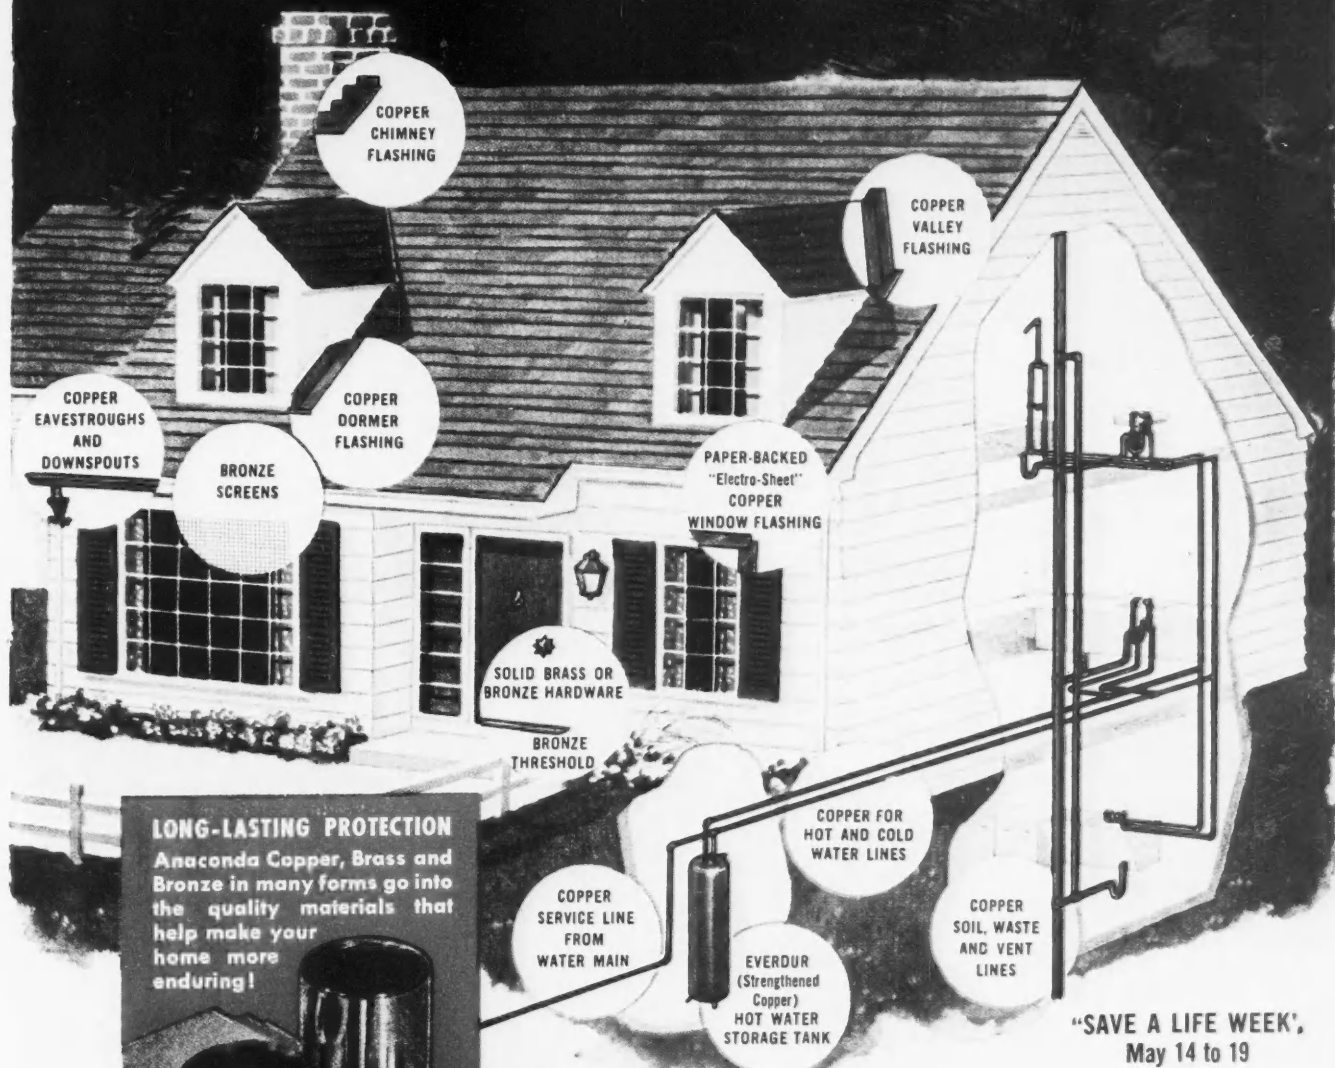 COPPER
CHIMNEY
FLASHING
COPPER
VALLEY
FLASHING
COPPER
EAVESTROUGHS
AND
DOWNSPOUTS
COPPER
DORMER
FLASHING
BRONZE
SCREENS
PAPER-BACKED
"Electro-Sheet"
COPPER
WINDOW FLASHING
SOLID BRASS OR
BRONZE HARDWARE
BRONZE
THRESHOLD
LONG-LASTING PROTECTION
Anaconda Copper, Brass and
Bronze in many forms go into
the quality materials that
help make your
home more
enduring!
COPPER FOR
HOT AND COLD
WATER LINES
COPPER
SERVICE LINE
FROM
WATER MAIN
EVERDUR
(Strengthened
Copper)
HOT WATER
STORAGE TANK
COPPER
SOIL, WASTE
AND VENT
LINES
"SAVE A LIFE WEEK',
May 14 to 19